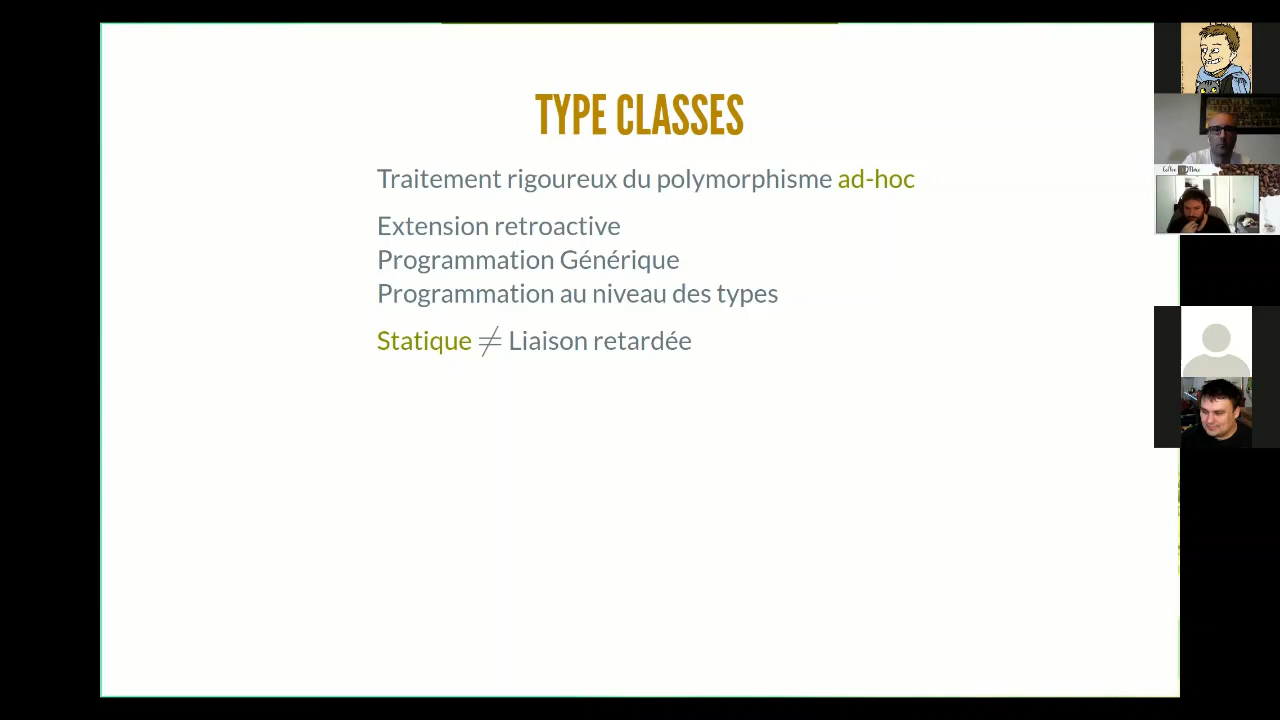 TYPE CLASSES
Traitement rigoureux du polymorphisme ad-hoc
Extension retroactive
Programmation Générique
Programmation au niveau des types
Statique ≠ Liaison retardée